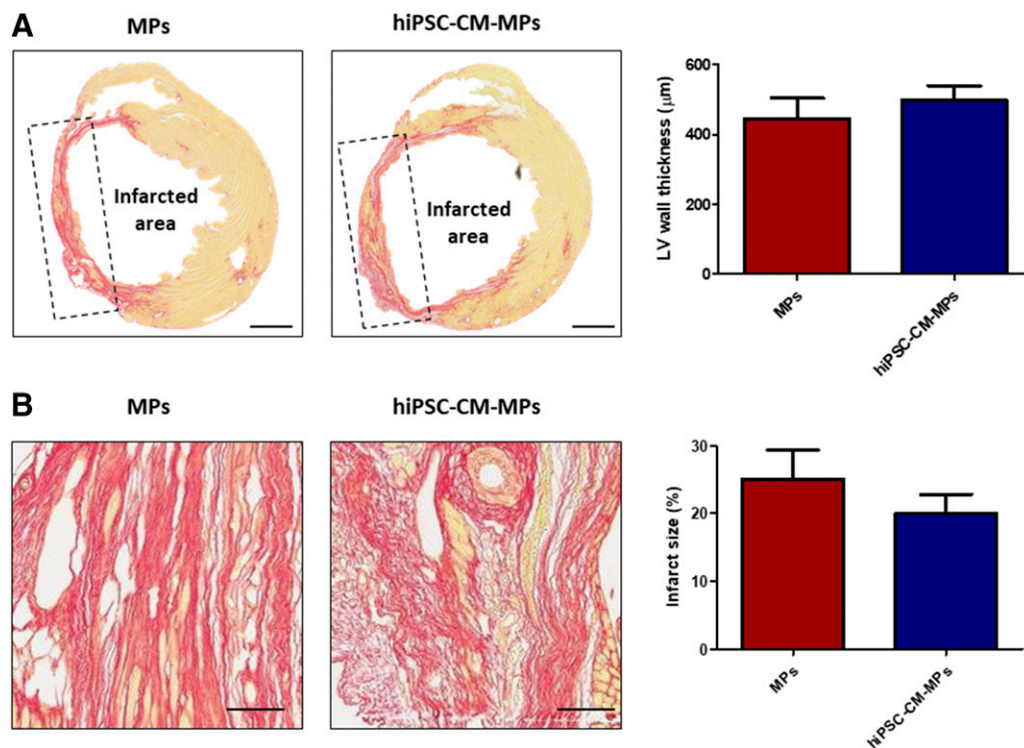 A
MPs
hiPSC-CM-MPs
Infarcted
area
Infarcted
area
LV wall thickness (μm)
600
400
200
0
MPs
hiPSC-CM-MPs
B
MPs
hiPSC-CM-MPs
Infarct size (%)
30
20
10
0
MPs
hiPSC-CM-MPs